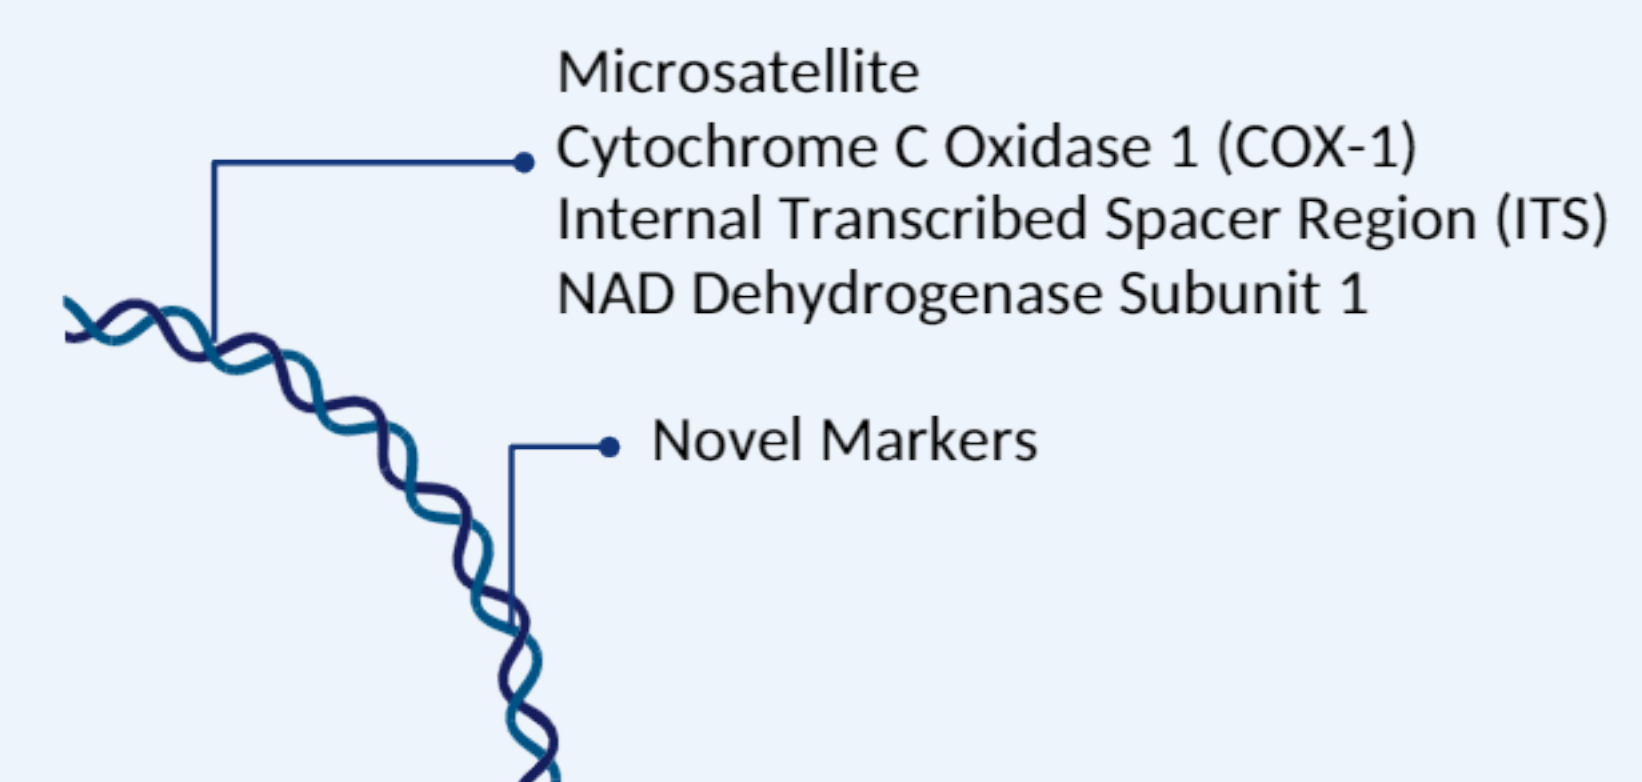 Microsatellite
Cytochrome C Oxidase 1 (COX-1)
Internal Transcribed Spacer Region (ITS)
NAD Dehydrogenase Subunit 1
Novel Markers